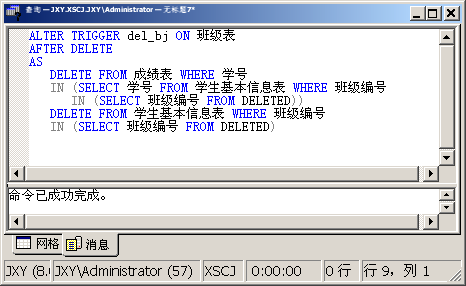 查询 — JXY.XSCJ.JXY\Administrator — 无标题7*
ALTER TRIGGER del_bj ON 班级表
AFTER DELETE
AS
DELETE FROM 成绩表 WHERE 学号
IN (SELECT 学号 FROM 学生基本信息表 WHERE 班级编号
IN (SELECT 班级编号 FROM DELETED))
DELETE FROM 学生基本信息表 WHERE 班级编号
IN (SELECT 班级编号 FROM DELETED)
命令已成功完成。
网格 消息
JXY (8.0 JXY\Administrator (57) XSCJ 0:00:00 0 行 行 9, 列 1